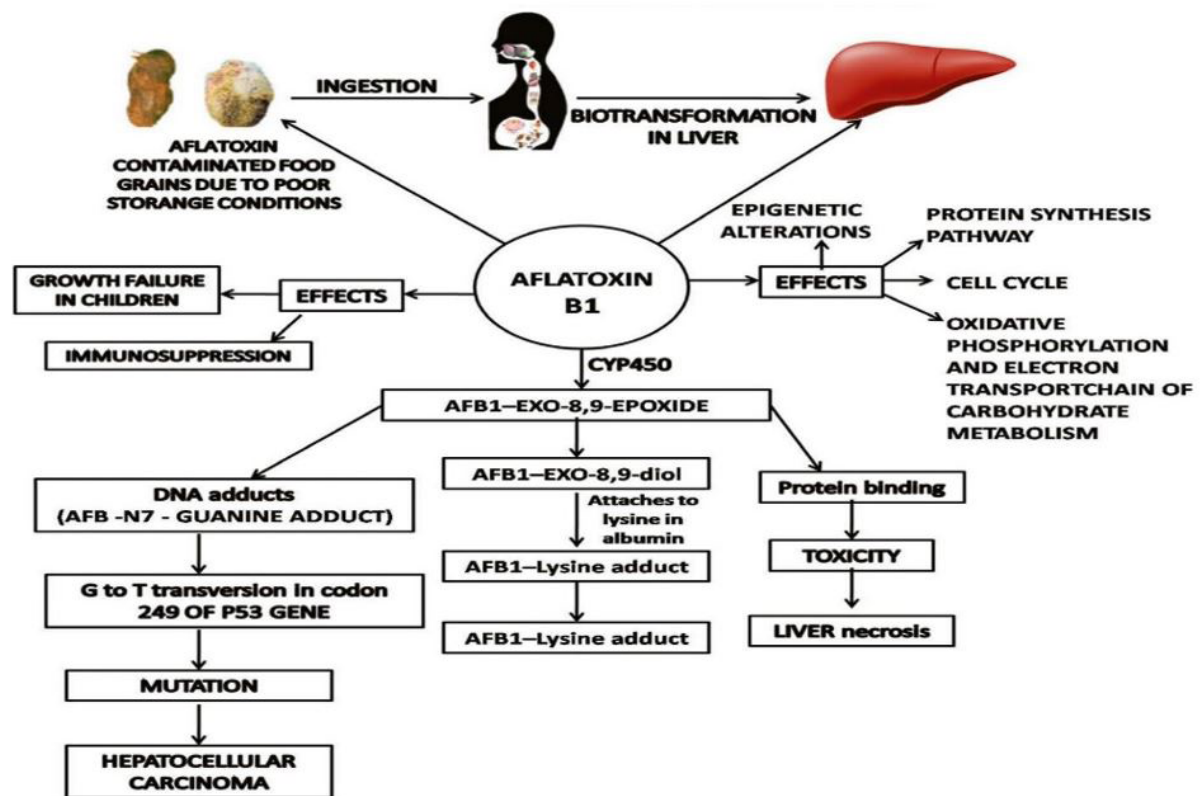 INGESTION
BIOTRANSFORMATION
IN LIVER
AFLATOXIN
CONTAMINATED FOOD
GRAINS DUE TO POOR
STORANGE CONDITIONS
EPIGENETIC
ALTERATIONS
PROTEIN SYNTHESIS
PATHWAY
GROWTH FAILURE
IN CHILDREN
EFFECTS
AFLATOXIN
B1
EFFECTS
CELL CYCLE
IMMUNOSUPPRESSION
OXIDATIVE
PHOSPHORYLATION
AND ELECTRON
TRANSPORTCHAIN OF
CARBOHYDRATE
METABOLISM
CYP450
AFB1–EXO-8,9-EPOXIDE
DNA adducts
(AFB -N7 - GUANINE ADDUCT)
AFB1–EXO-8,9-diol
Protein binding
Attaches to
lysine in
albumin
G to T transversion in codon
249 OF P53 GENE
AFB1–Lysine adduct
TOXICITY
MUTATION
AFB1–Lysine adduct
LIVER necrosis
HEPATOCELLULAR
CARCINOMA